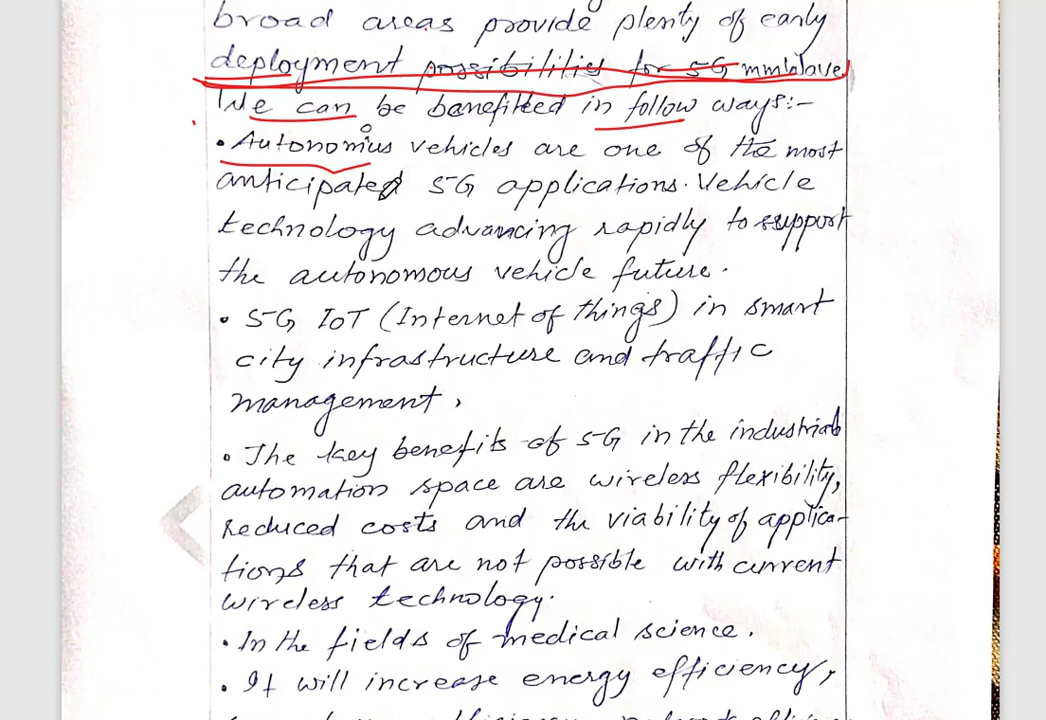 broad areas provide plenty of early
deployment possibilities for 5G mmWave
We can be benefitted in follow ways:-
• Autonomous vehicles are one of the most
anticipated 5G applications. Vehicle
technology advancing rapidly to support
the autonomous vehicle future.
• 5G IoT (Internet of things) in smart
city infrastructure and traffic
management,
• The key benefits of 5G in the industrial
automation space are wireless flexibility,
Reduced costs and the viability of applica-
tions that are not possible with current
wireless technology.
• In the fields of medical science.
• It will increase energy efficiency,